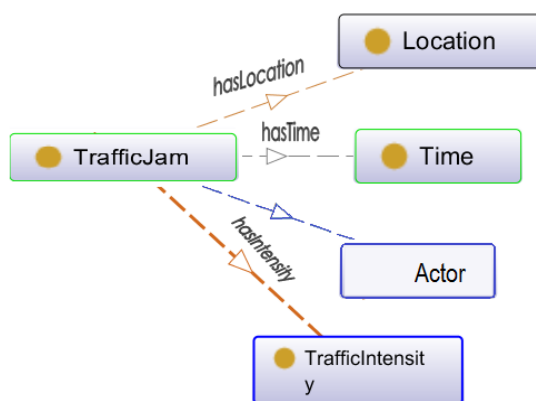 Location
hasLocation
hasTime
TrafficJam
Time
hasIntensity
Actor
TrafficIntensit
y